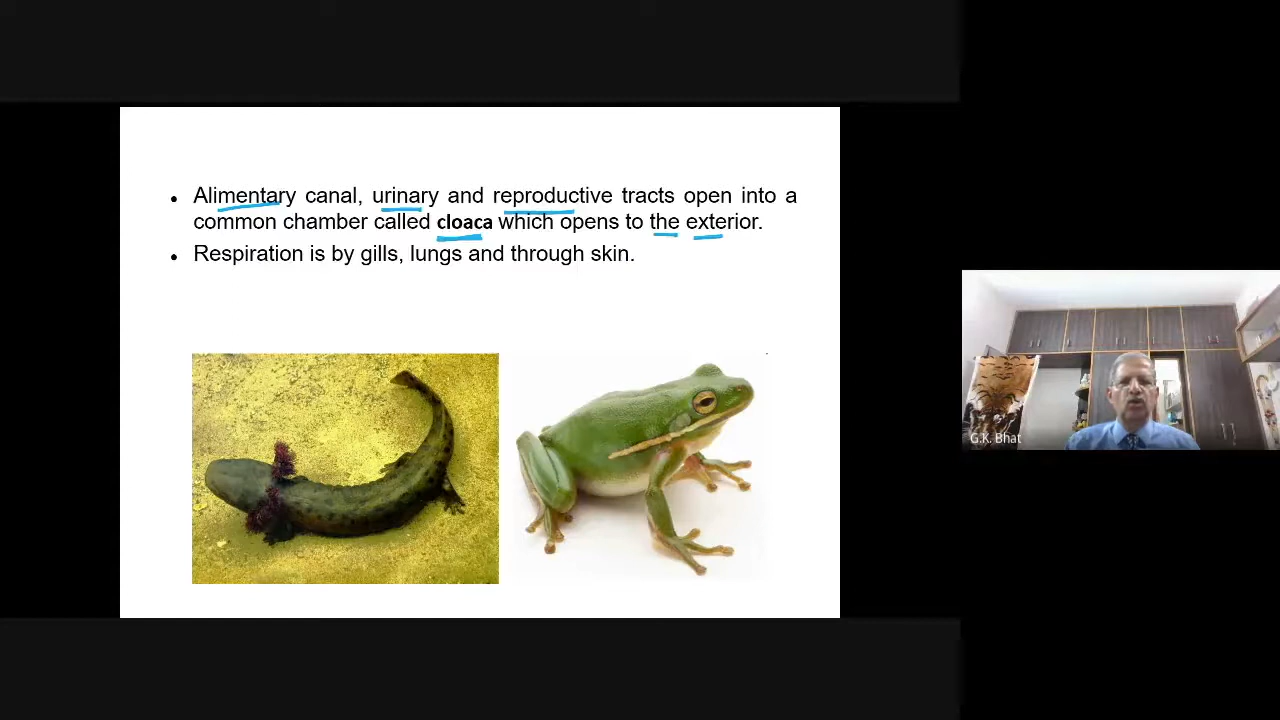 • Alimentary canal, urinary and reproductive tracts open into a
common chamber called cloaca which opens to the exterior.
• Respiration is by gills, lungs and through skin.
G.K. Bhat